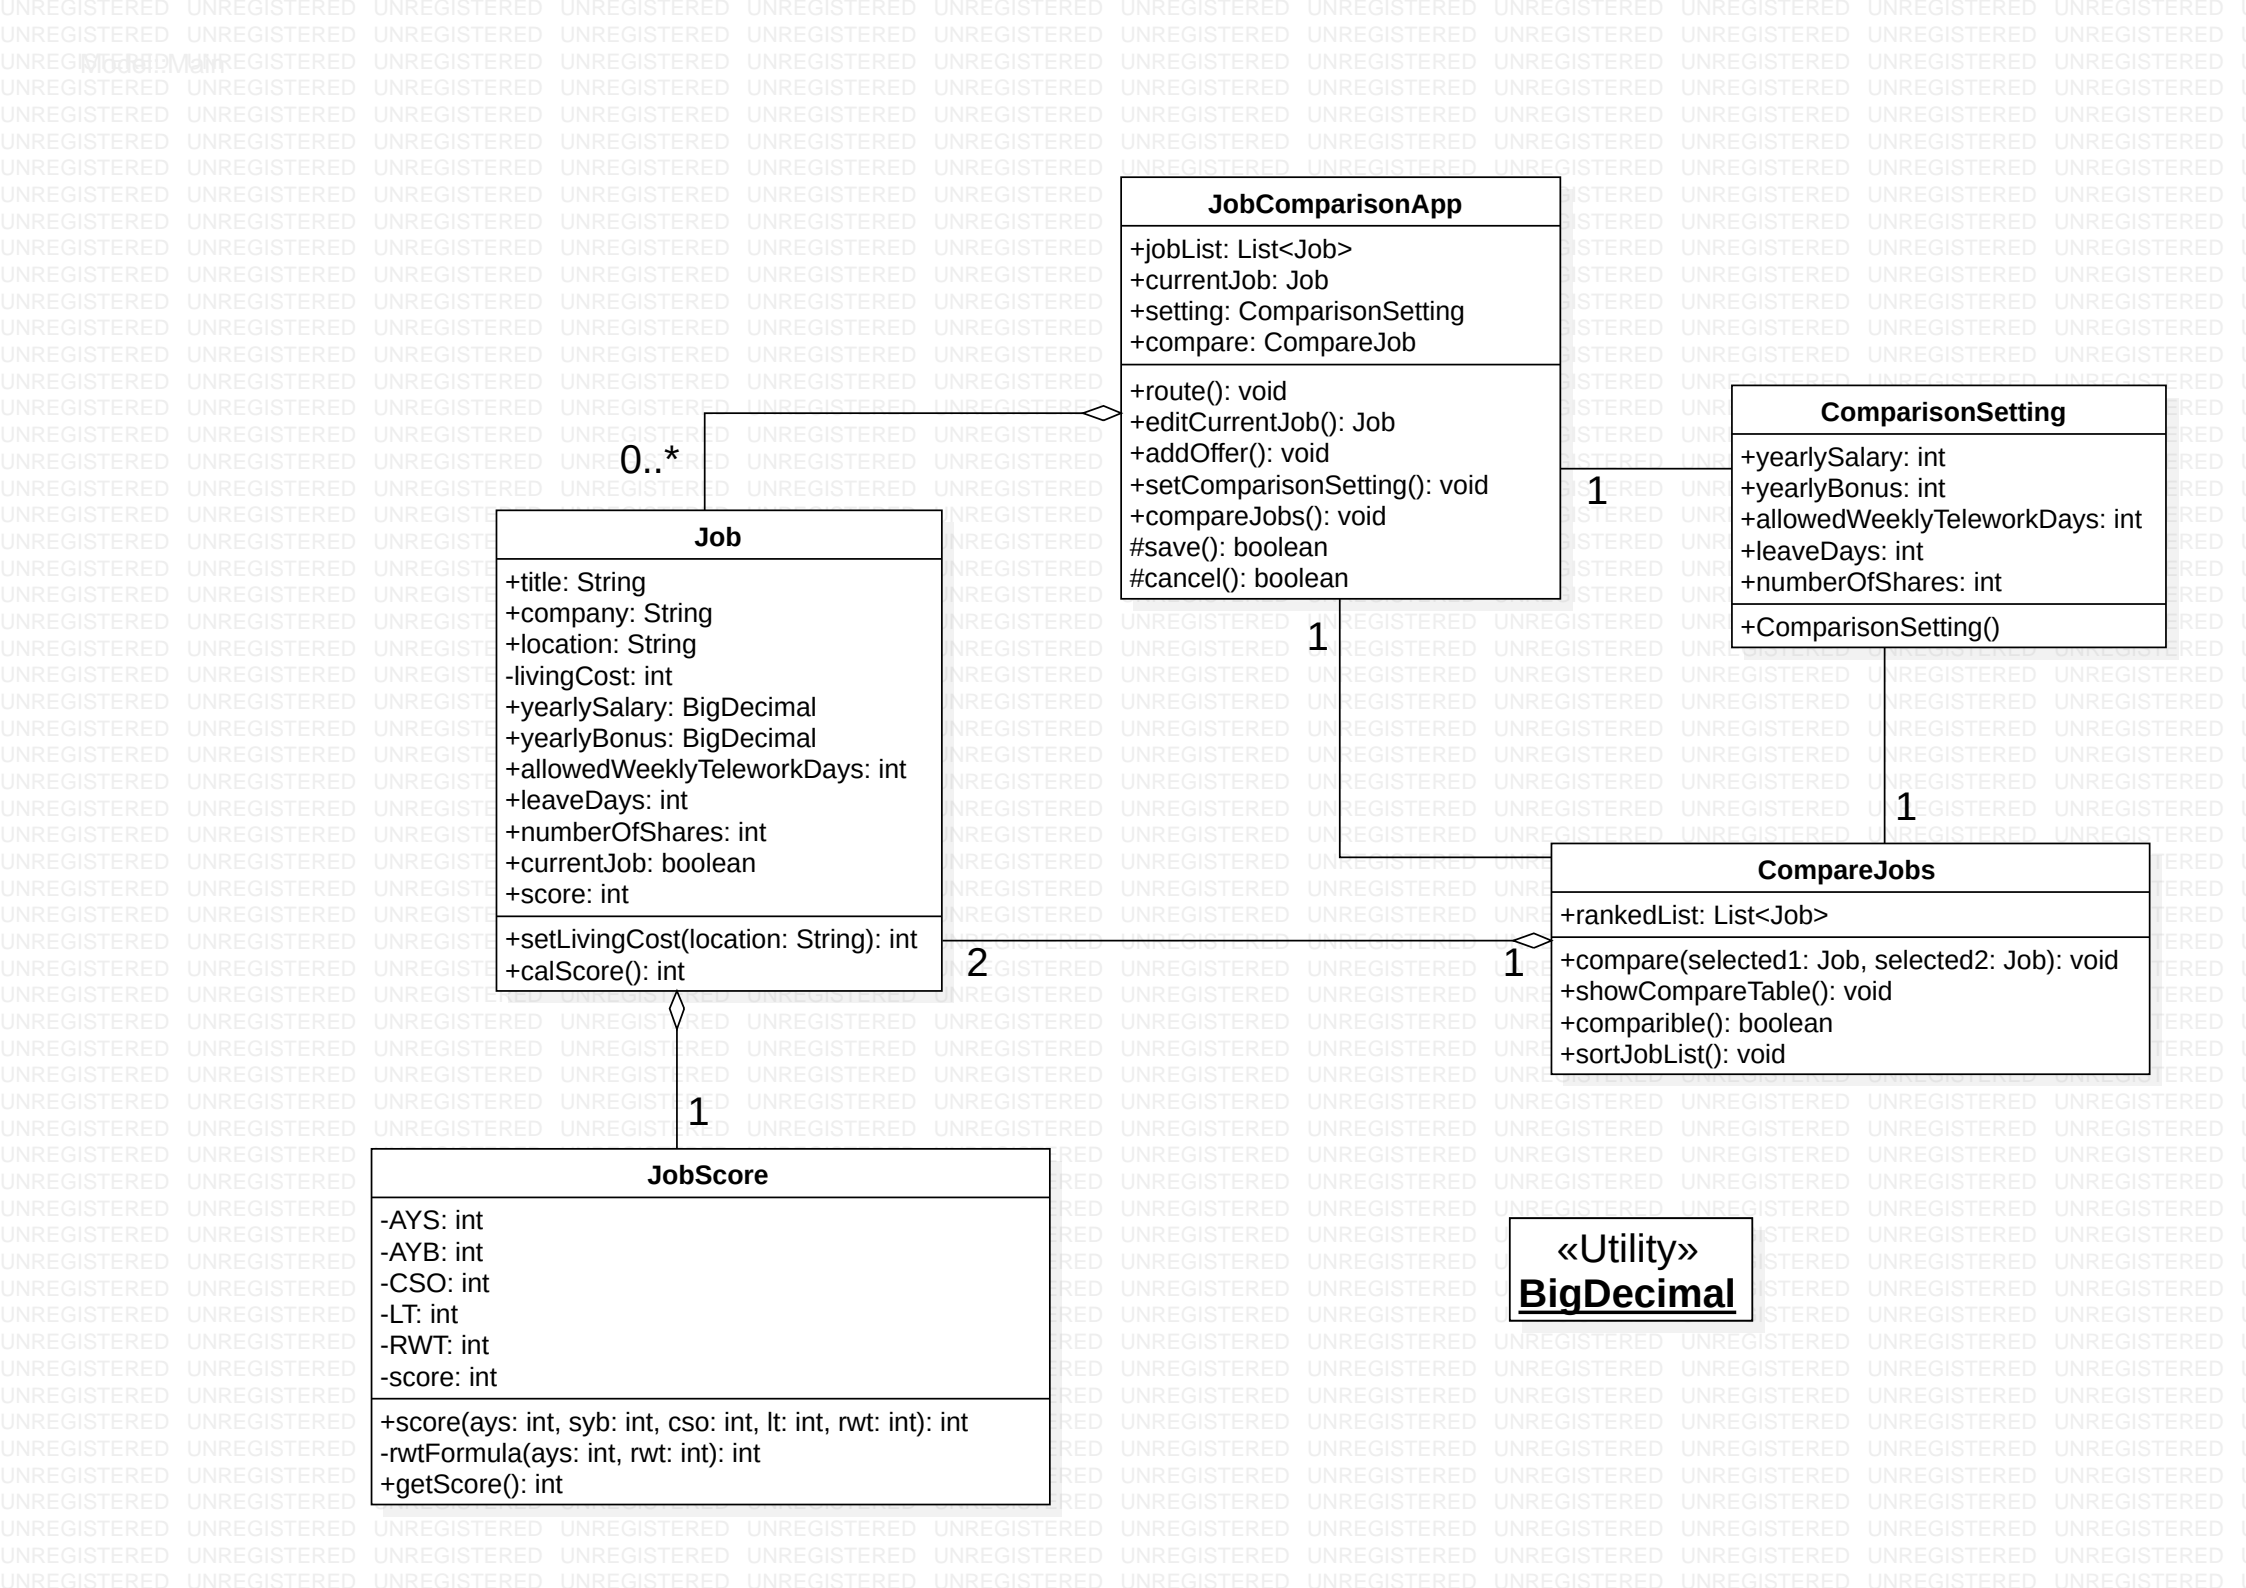 Model::Main
JobComparisonApp
+jobList: List<Job>
+currentJob: Job
+setting: ComparisonSetting
+compare: CompareJob
+route(): void
+editCurrentJob(): Job
+addOffer(): void
+setComparisonSetting(): void
+compareJobs(): void
#save(): boolean
#cancel(): boolean
ComparisonSetting
+yearlySalary: int
+yearlyBonus: int
+allowedWeeklyTeleworkDays: int
+leaveDays: int
+numberOfShares: int
+ComparisonSetting()
0..*
1
1
1
Job
+title: String
+company: String
+location: String
-livingCost: int
+yearlySalary: BigDecimal
+yearlyBonus: BigDecimal
+allowedWeeklyTeleworkDays: int
+leaveDays: int
+numberOfShares: int
+currentJob: boolean
+score: int
+setLivingCost(location: String): int
+calScore(): int
2
1
CompareJobs
+rankedList: List<Job>
+compare(selected1: Job, selected2: Job): void
+showCompareTable(): void
+comparible(): boolean
+sortJobList(): void
1
JobScore
-AYS: int
-AYB: int
-CSO: int
-LT: int
-RWT: int
-score: int
+score(ays: int, syb: int, cso: int, lt: int, rwt: int): int
-rwtFormula(ays: int, rwt: int): int
+getScore(): int
«Utility»
BigDecimal
UNREGISTERED